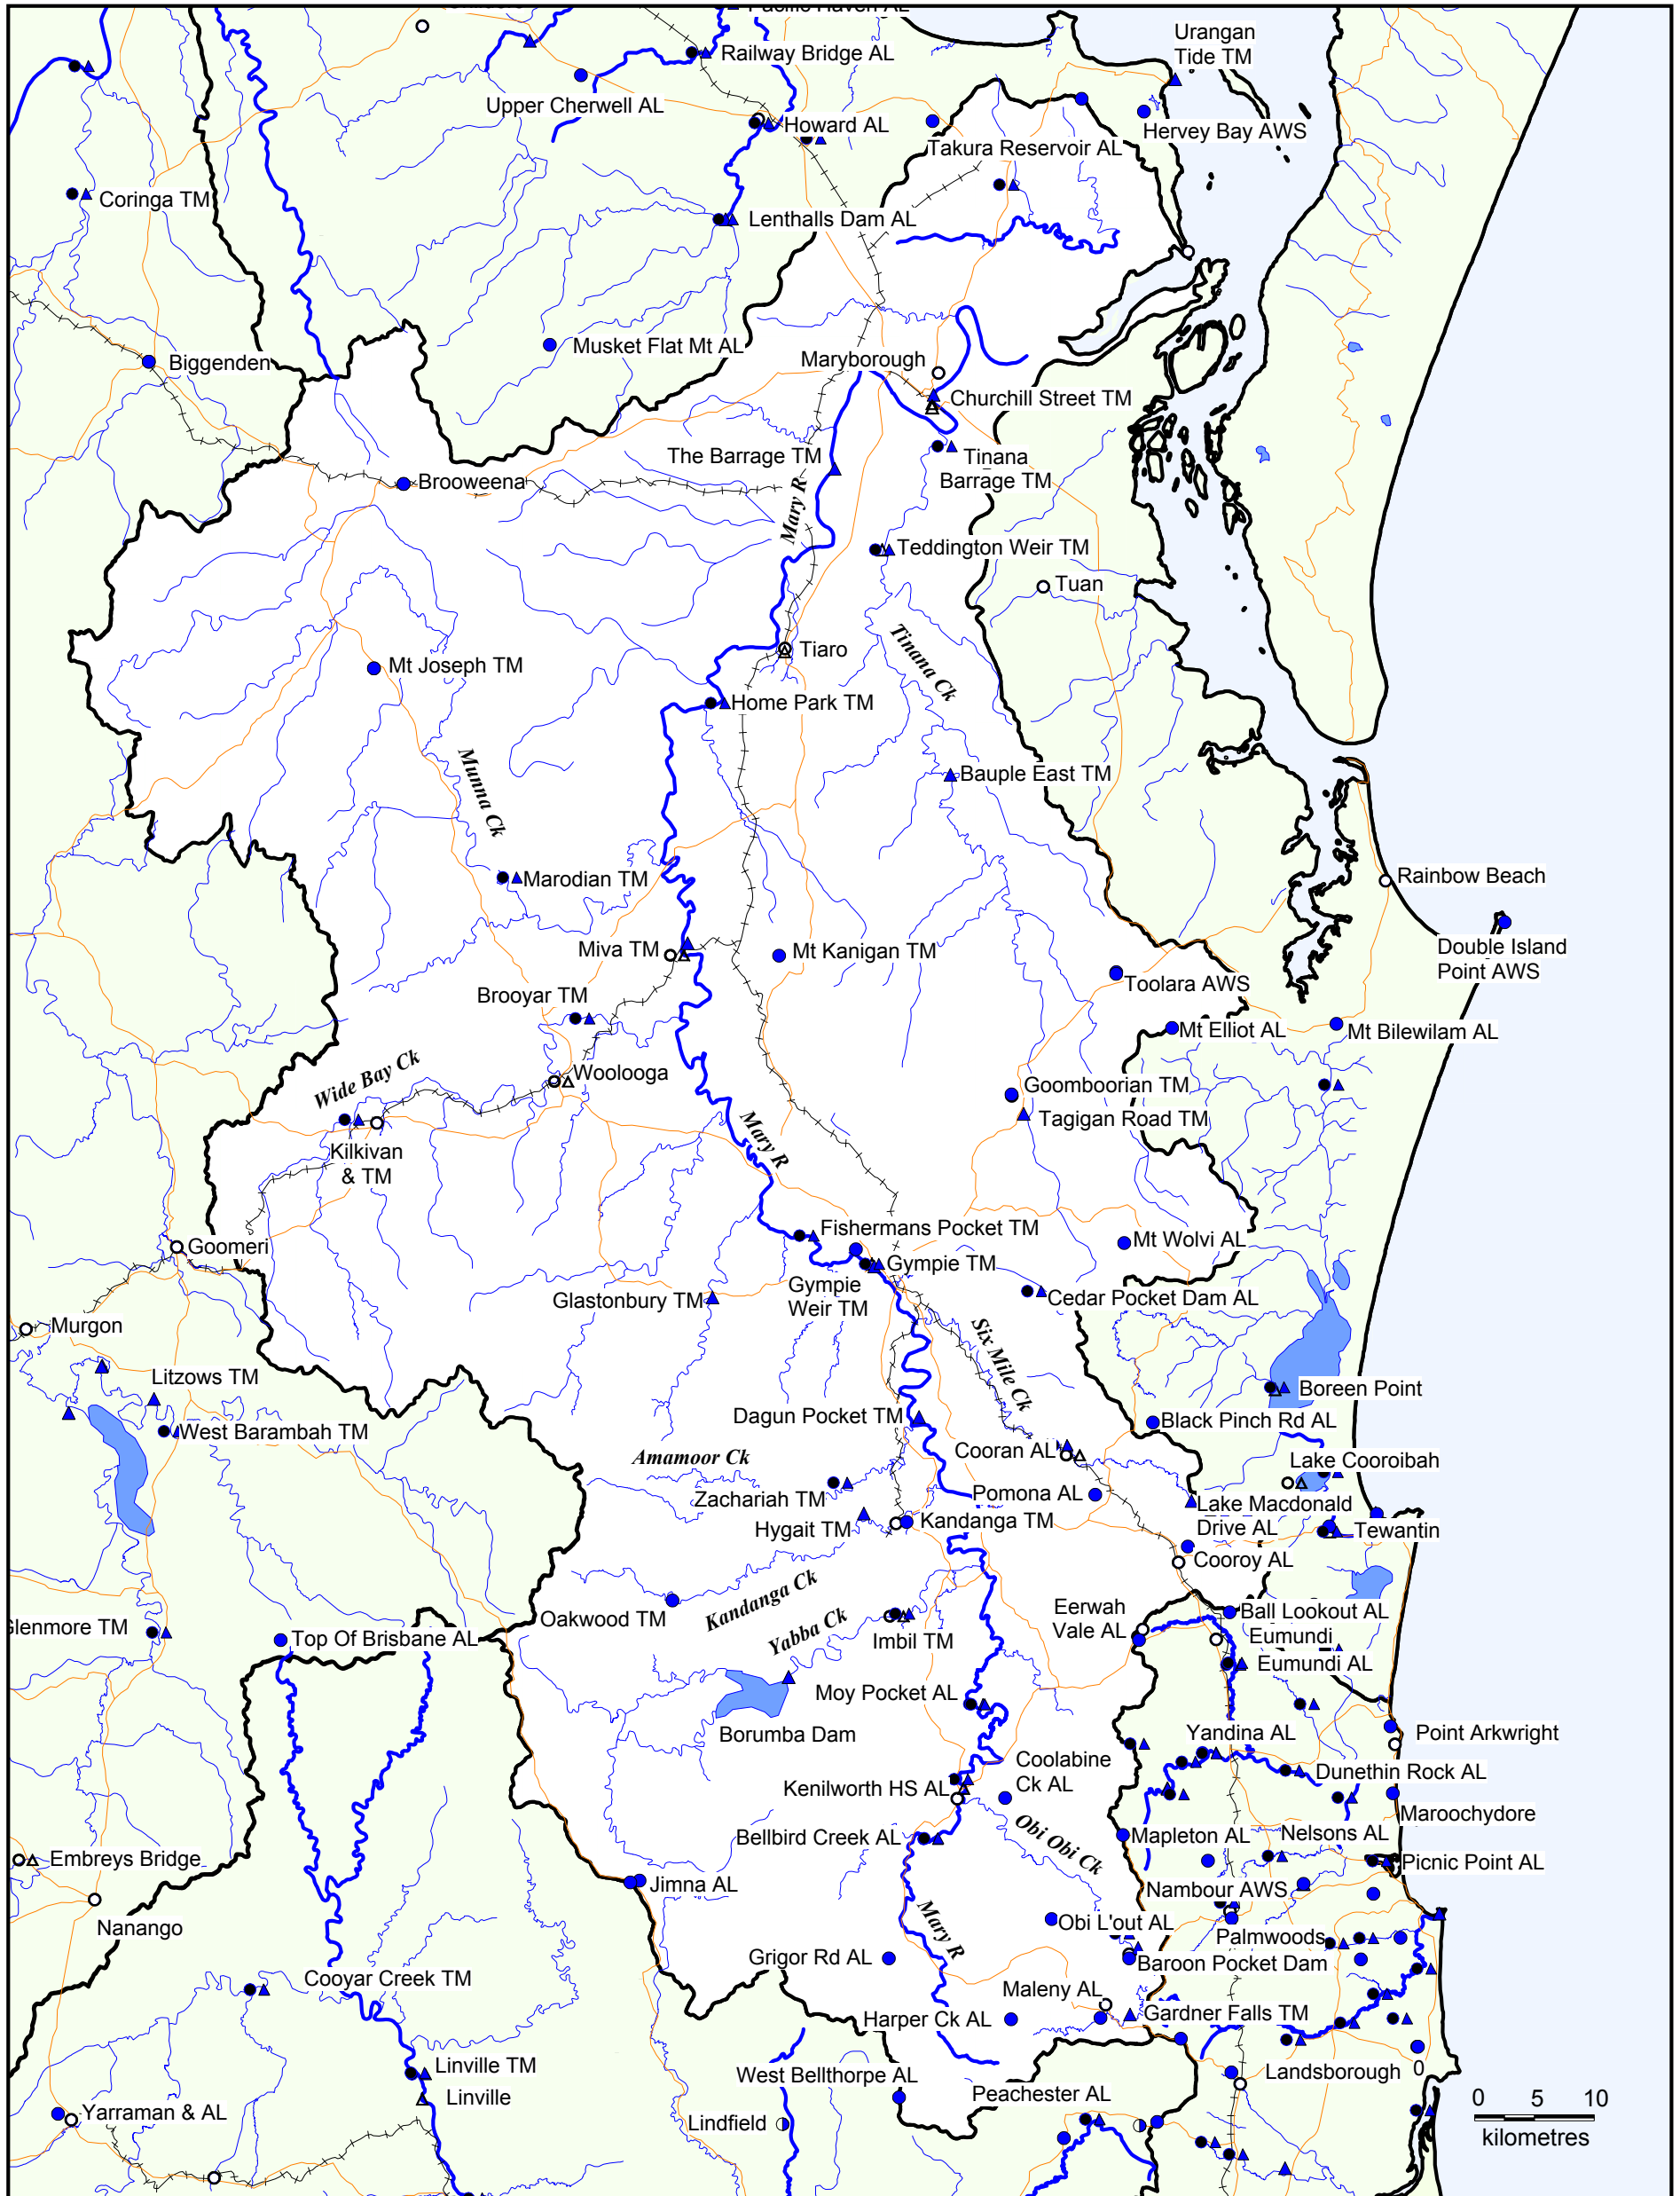 Pacific Haven AL
Urangan
Tide TM
Railway Bridge AL
Upper Cherwell AL
Howard AL
Hervey Bay AWS
Takura Reservoir AL
Coringa TM
Lenthalls Dam AL
Musket Flat Mt AL
Maryborough
Biggenden
Churchill Street TM
The Barrage TM
Tinana
Barrage TM
Brooweena
Mary R
Teddington Weir TM
Tuan
Tiaro
Tinana Ck
Mt Joseph TM
Home Park TM
Munna Ck
Bauple East TM
Marodian TM
Rainbow Beach
Miva TM
Mt Kanigan TM
Double Island
Point AWS
Toolara AWS
Brooyar TM
Mt Elliot AL
Mt Bilewilam AL
Wide Bay Ck
Woolooga
Goomboorian TM
Tagigan Road TM
Mary R
Kilkivan
& TM
Fishermans Pocket TM
Mt Wolvi AL
Goomeri
Gympie TM
Gympie
Weir TM
Glastonbury TM
Cedar Pocket Dam AL
Murgon
Six Mile Ck
Litzows TM
Boreen Point
Dagun Pocket TM
Black Pinch Rd AL
West Barambah TM
Cooran AL
Amamoor Ck
Lake Cooroibah
Zachariah TM
Pomona AL
Lake Macdonald
Drive AL
Hygait TM
Kandanga TM
Tewantin
Cooroy AL
Kandanga Ck
Oakwood TM
Eerwah
Vale AL
Ball Lookout AL
Glenmore TM
Yabba Ck
Imbil TM
Eumundi
Top Of Brisbane AL
Eumundi AL
Moy Pocket AL
Borumba Dam
Yandina AL
Point Arkwright
Coolabine
Ck AL
Dunethin Rock AL
Kenilworth HS AL
Maroochydore
Obi Obi Ck
Bellbird Creek AL
Mapleton AL
Nelsons AL
Embreys Bridge
Picnic Point AL
Jimna AL
Nambour AWS
Nanango
Mary R
Obi L'out AL
Palmwoods
Grigor Rd AL
Baroon Pocket Dam
Cooyar Creek TM
Maleny AL
Harper Ck AL
Gardner Falls TM
Linville TM
West Bellthorpe AL
Landsborough
0
Linville
Peachester AL
0 5 10
kilometres
Yarraman & AL
Lindfield